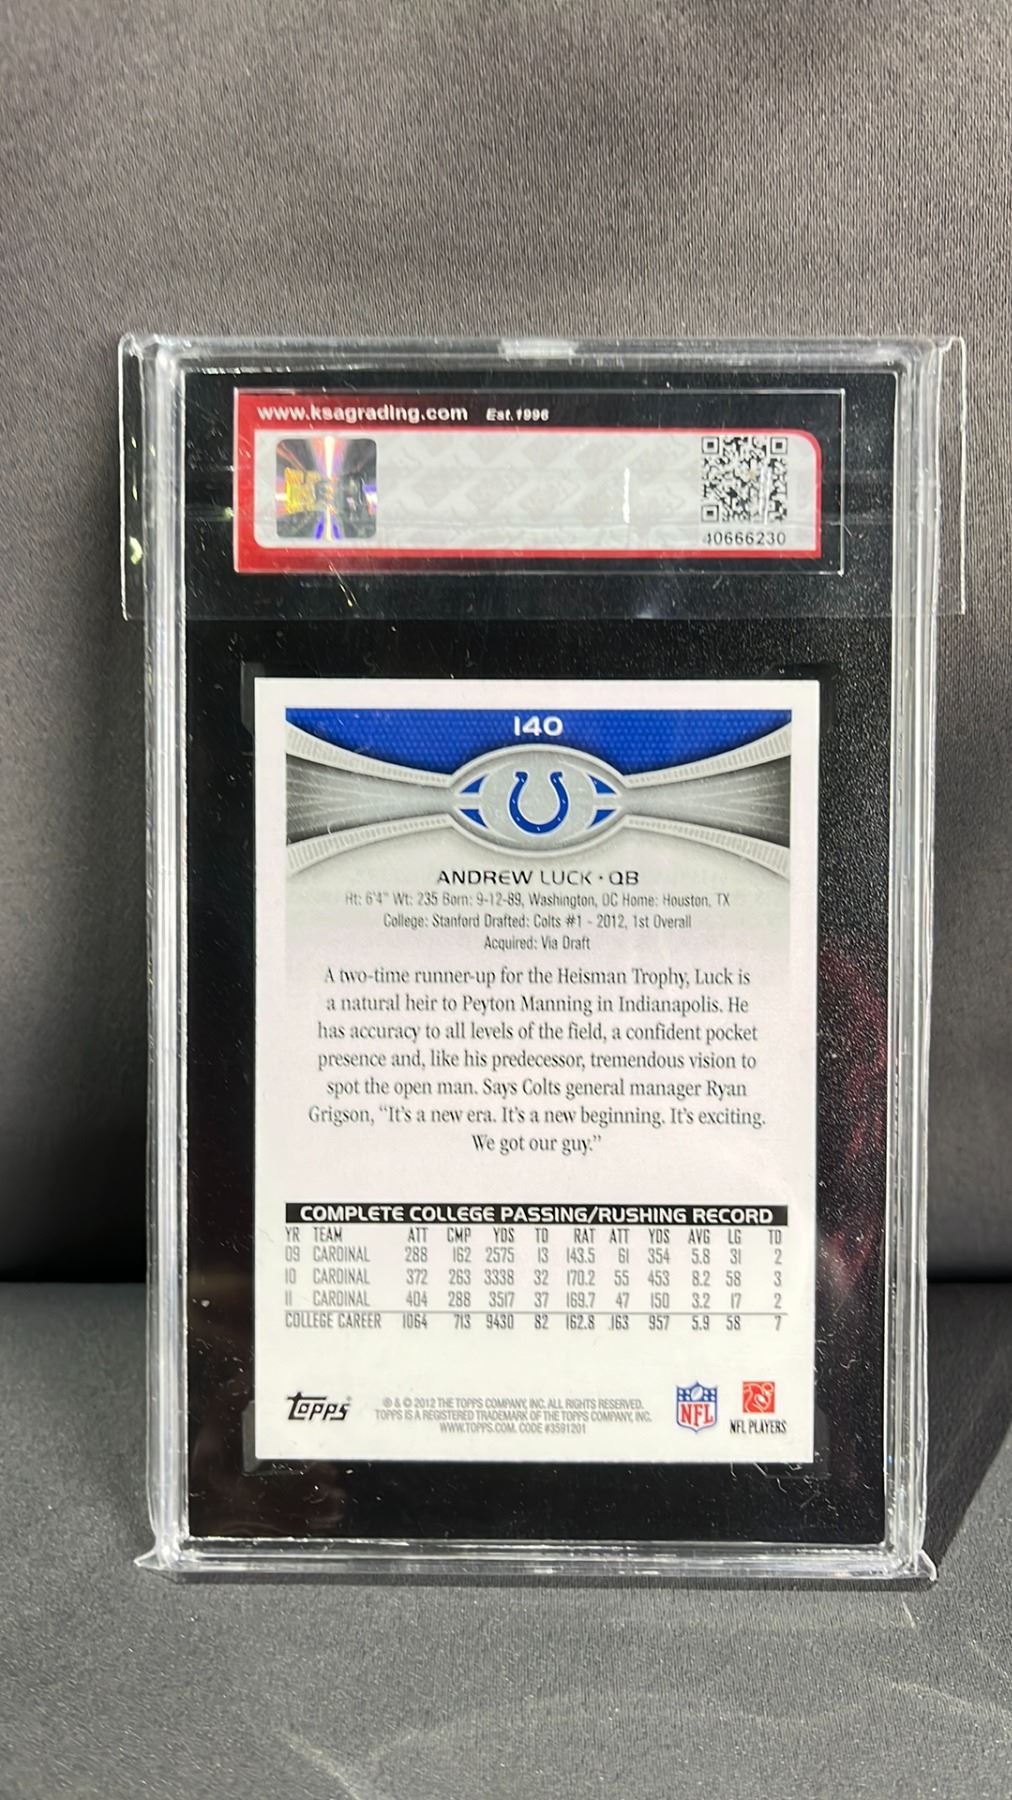 www.ksagrading.com Est.1996
40666230
140
ANDREW LUCK • QB
Ht: 6'4" Wt: 235 Born: 9-12-89, Washington, DC Home: Houston, TX
College: Stanford Drafted: Colts #1 - 2012, 1st Overall
Acquired: Via Draft
A two-time runner-up for the Heisman Trophy, Luck is
a natural heir to Peyton Manning in Indianapolis. He
has accuracy to all levels of the field, a confident pocket
presence and, like his predecessor, tremendous vision to
spot the open man. Says Colts general manager Ryan
Grigson, “It’s a new era. It’s a new beginning. It’s exciting.
We got our guy.”
COMPLETE COLLEGE PASSING/RUSHING RECORD
YR TEAM ATT CMP YDS TD RAT ATT YDS AVG LG TD
09 CARDINAL 288 162 2575 13 143.5 61 354 5.8 31 2
10 CARDINAL 372 263 3338 32 170.2 55 453 8.2 58 3
11 CARDINAL 404 288 3517 37 169.7 47 150 3.2 17 2
COLLEGE CAREER 1064 713 9430 82 162.8 163 957 5.9 58 7
Topps®
® & © 2012 THE TOPPS COMPANY, INC. ALL RIGHTS RESERVED.
TOPPS IS A REGISTERED TRADEMARK OF THE TOPPS COMPANY, INC.
WWW.TOPPS.COM. CODE #3591201
NFL
NFL PLAYERS